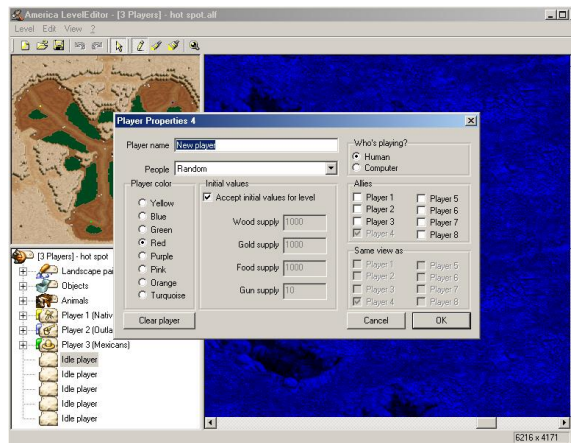 America LevelEditor - [3 Players] - hot spot.alf
Level Edit View ?
Player Properties 4
Player name New player
People Random
Who's playing?
Human
Computer
Player color
Yellow
Blue
Green
Red
Purple
Pink
Orange
Turquoise
Initial values
Accept initial values for level
Wood supply 1000
Gold supply 1000
Food supply 1000
Gun supply 10
Allies
Player 1 Player 5
Player 2 Player 6
Player 3 Player 7
Player 4 Player 8
Same view as
Player 1 Player 5
Player 2 Player 6
Player 3 Player 7
Player 4 Player 8
Clear player
Cancel
OK
[3 Players] - hot spot
Landscape pai
Objects
Animals
Player 1 (Nativ
Player 2 (Outla
Player 3 (Mexicans)
Idle player
Idle player
Idle player
Idle player
Idle player
6216 x 4171